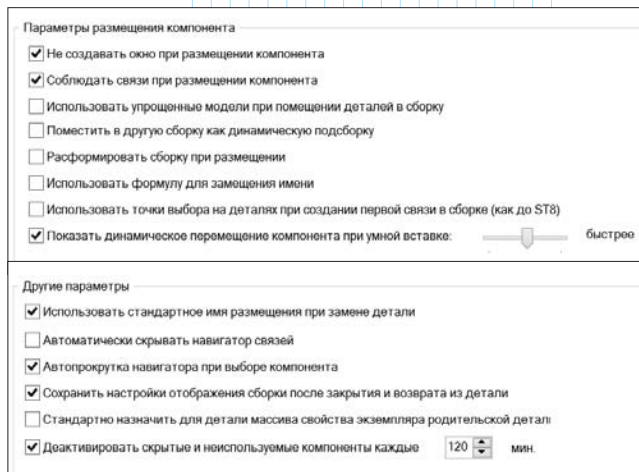 Параметры размещения компонента
Не создавать окно при размещении компонента
Соблюдать связи при размещении компонента
Использовать упрощенные модели при помещении деталей в сборку
Поместить в другую сборку как динамическую подсборку
Расформировать сборку при размещении
Использовать формулу для замещения имени
Использовать точки выбора на деталях при создании первой связи в сборке (как до ST8)
Показать динамическое перемещение компонента при умной вставке: быстрее
Другие параметры
Использовать стандартное имя размещения при замене детали
Автоматически скрывать навигатор связей
Автопрокрутка навигатора при выборе компонента
Сохранить настройки отображения сборки после закрытия и возврата из детали
Стандартно назначить для детали массива свойства экземпляра родительской детал
Деактивировать скрытые и неиспользуемые компоненты каждые 120 мин.